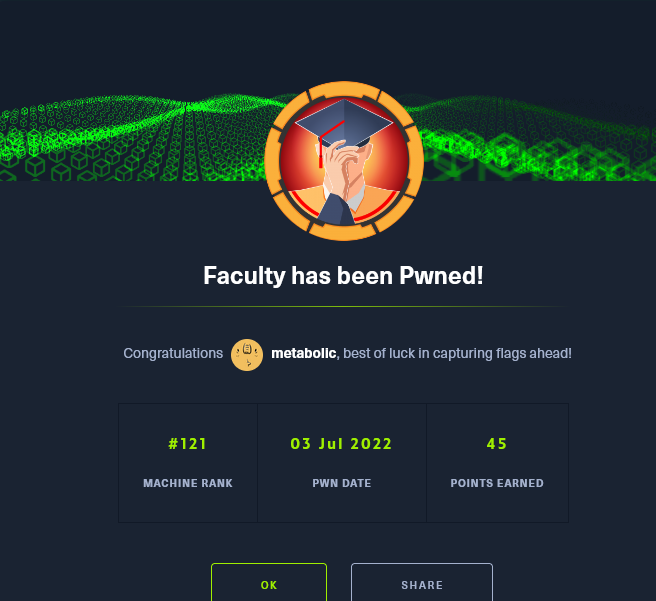 Faculty has been Pwned!
Congratulations metabolic, best of luck in capturing flags ahead!
#121 03 Jul 2022 45
MACHINE RANK PWN DATE POINTS EARNED
OK SHARE